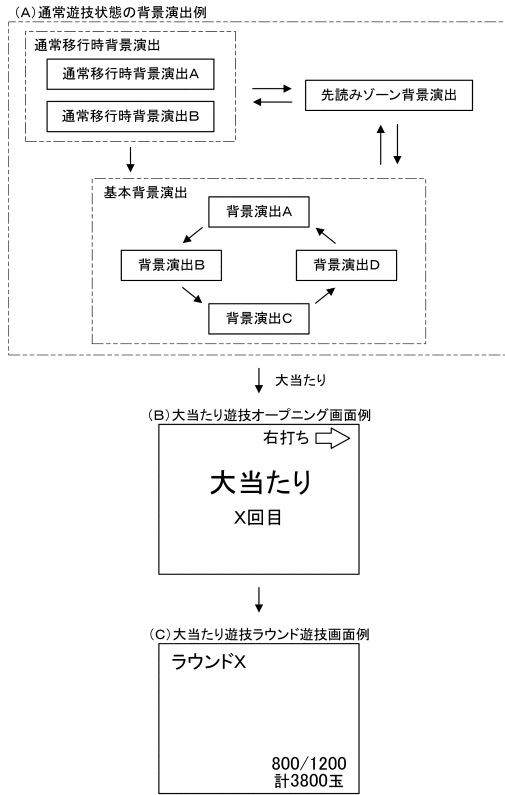 (A)通常遊技状態の背景演出例
通常移行時背景演出
通常移行時背景演出A
通常移行時背景演出B
先読みゾーン背景演出
基本背景演出
背景演出A
背景演出B
背景演出D
背景演出C
大当たり
(B)大当たり遊技オープニング画面例
右打ち
大当たり
X回目
(C)大当たり遊技ラウンド遊技画面例
ラウンドX
800/1200
計3800玉